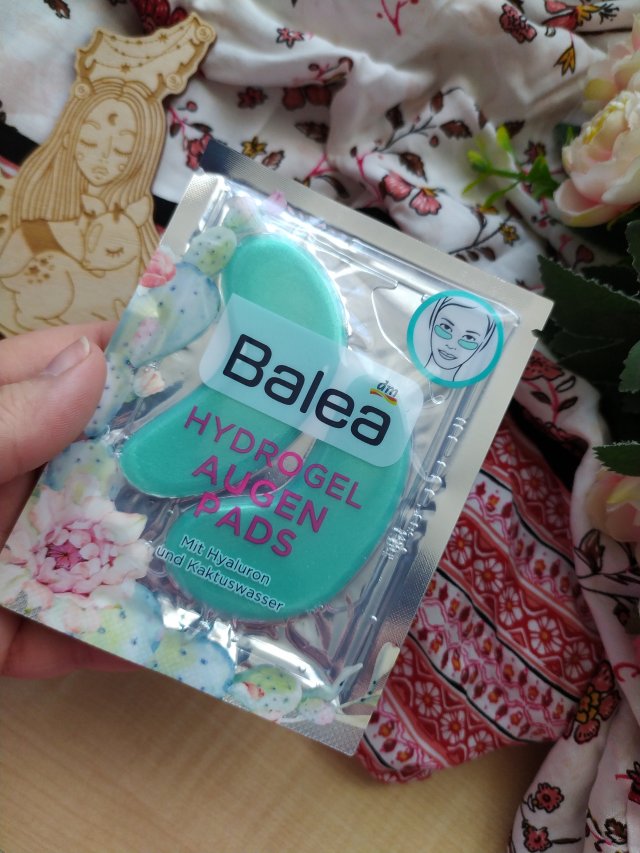 Balea
dm
HYDROGEL
AUGEN
PADS
Mit Hyaluron
und Kaktuswasser